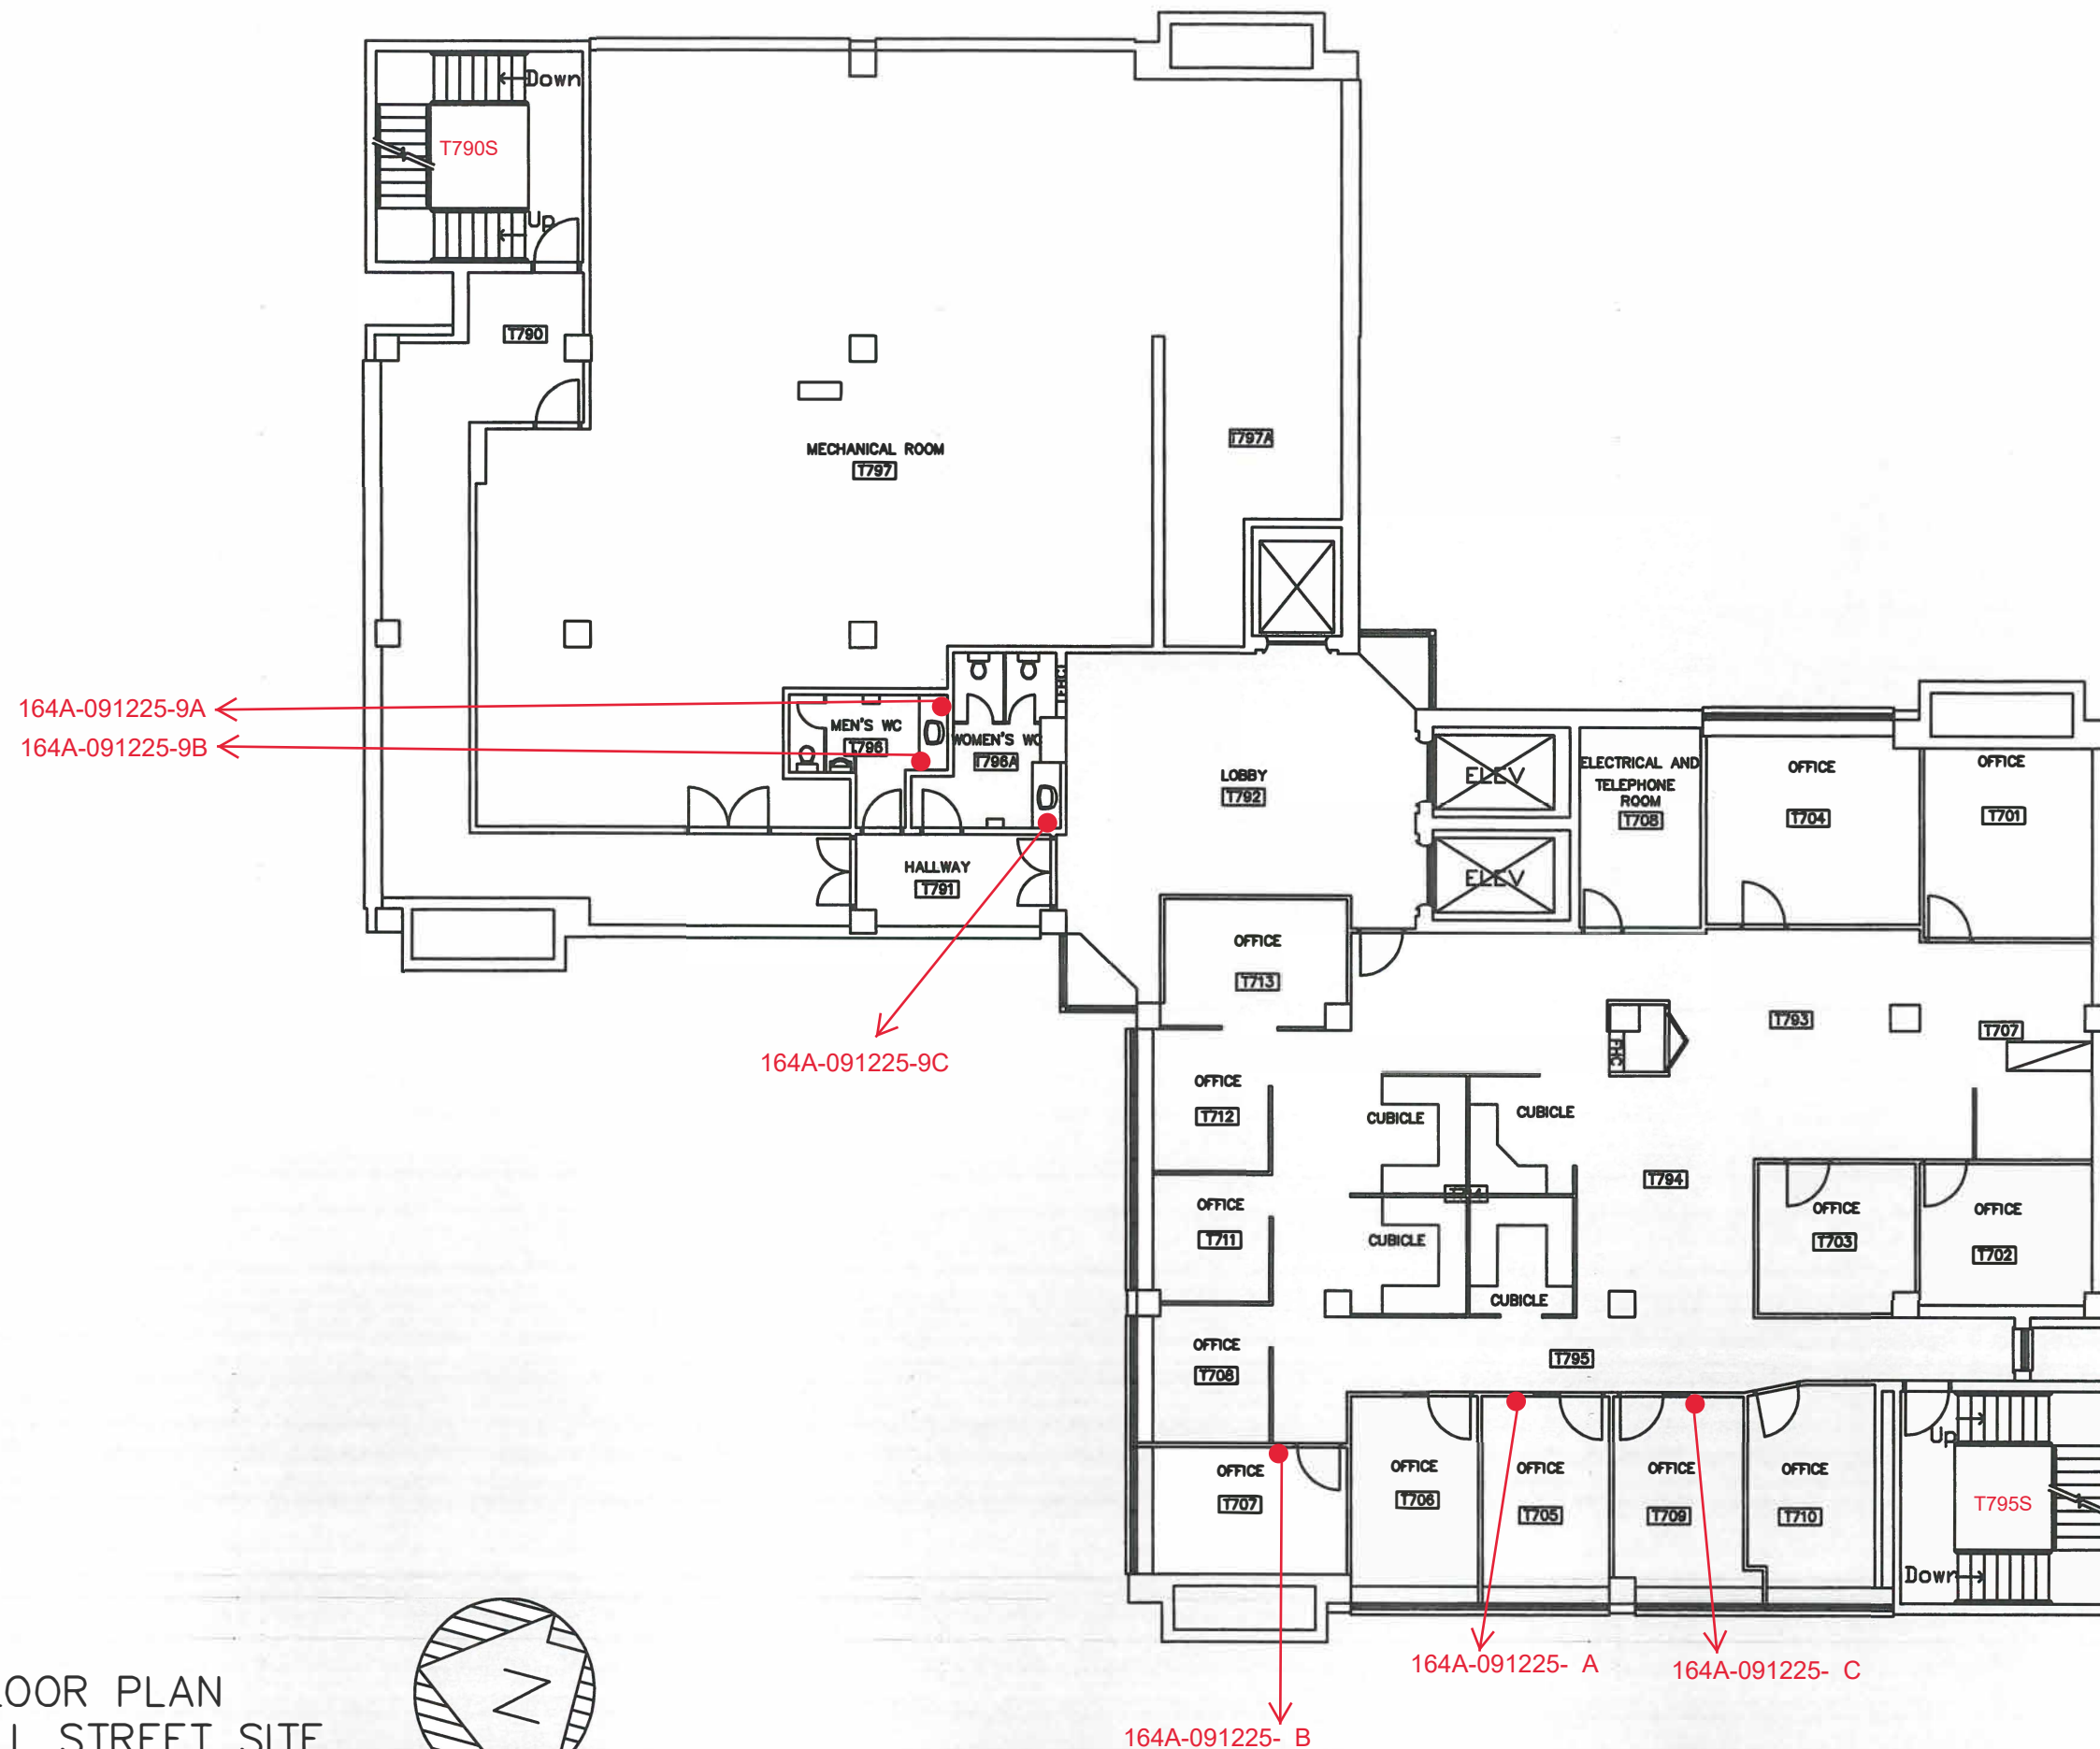 Down
T790S
Up
T790
MECHANICAL ROOM
T797
T797A
164A-091225-9A
164A-091225-9B
MEN'S WC
T796
WOMEN'S WC
T796A
FHC
LOBBY
T792
ELEV
ELEV
ELECTRICAL AND
TELEPHONE
ROOM
T708
OFFICE
T704
OFFICE
T701
HALLWAY
T791
OFFICE
T713
164A-091225-9C
T793
T707
FHC
OFFICE
T712
CUBICLE
CUBICLE
T794
OFFICE
T711
CUBICLE
CUBICLE
OFFICE
T703
OFFICE
T702
OFFICE
T708
T795
OFFICE
T707
OFFICE
T706
OFFICE
T705
OFFICE
T709
OFFICE
T710
Up
T795S
Down
164A-091225- A
164A-091225- C
164A-091225- B
LOOR PLAN
STREET SITE
N